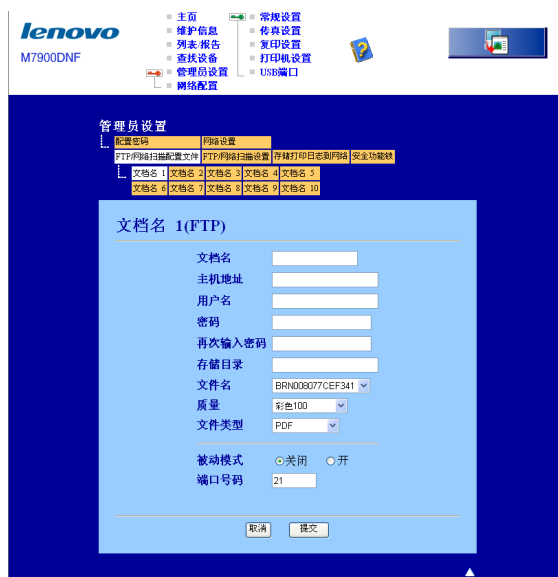 lenovo
M7900DNF
主页
维护信息
列表/报告
查找设备
管理员设置
网络配置
常规设置
传真设置
复印设置
打印机设置
USB端口
管理员设置
配置密码 网络设置
FTP/网络扫描配置文件 FTP/网络扫描设置 存储打印日志到网络 安全功能锁
文档名 1 文档名 2 文档名 3 文档名 4 文档名 5
文档名 6 文档名 7 文档名 8 文档名 9 文档名 10
文档名 1(FTP)
文档名
主机地址
用户名
密码
再次输入密码
存储目录
文件名 BRN008077CEF341
质量 彩色100
文件类型 PDF
被动模式 关闭 开
端口号码 21
取消 提交